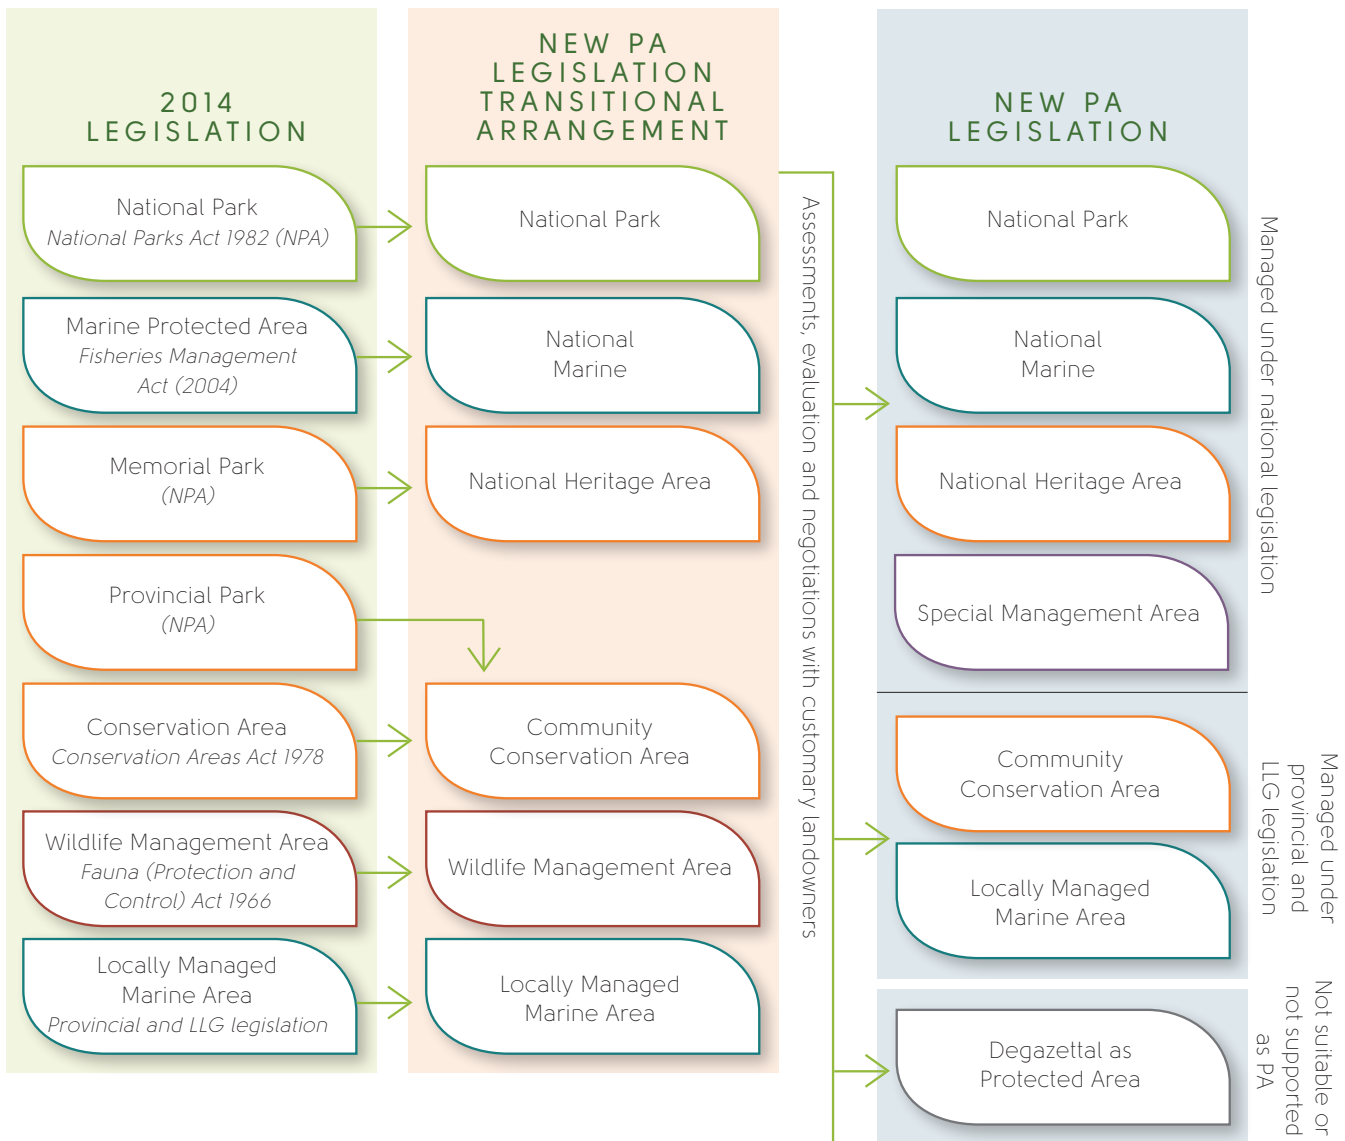 2014
LEGISLATION
National Park
National Parks Act 1982 (NPA)
Marine Protected Area
Fisheries Management
Act (2004)
Memorial Park
(NPA)
Provincial Park
(NPA)
Conservation Area
Conservation Areas Act 1978
Wildlife Management Area
Fauna (Protection and
Control) Act 1966
Locally Managed
Marine Area
Provincial and LLG legislation
NEW PA
LEGISLATION
TRANSITIONAL
ARRANGEMENT
National Park
National
Marine
National Heritage Area
Community
Conservation Area
Wildlife Management Area
Locally Managed
Marine Area
Assessments, evaluation and negotiations with customary landowners
NEW PA
LEGISLATION
National Park
National
Marine
National Heritage Area
Special Management Area
Managed under national legislation
Community
Conservation Area
Locally Managed
Marine Area
Managed under
provincial and
LLG legislation
Degazettal as
Protected Area
Not suitable or
not supported
as PA